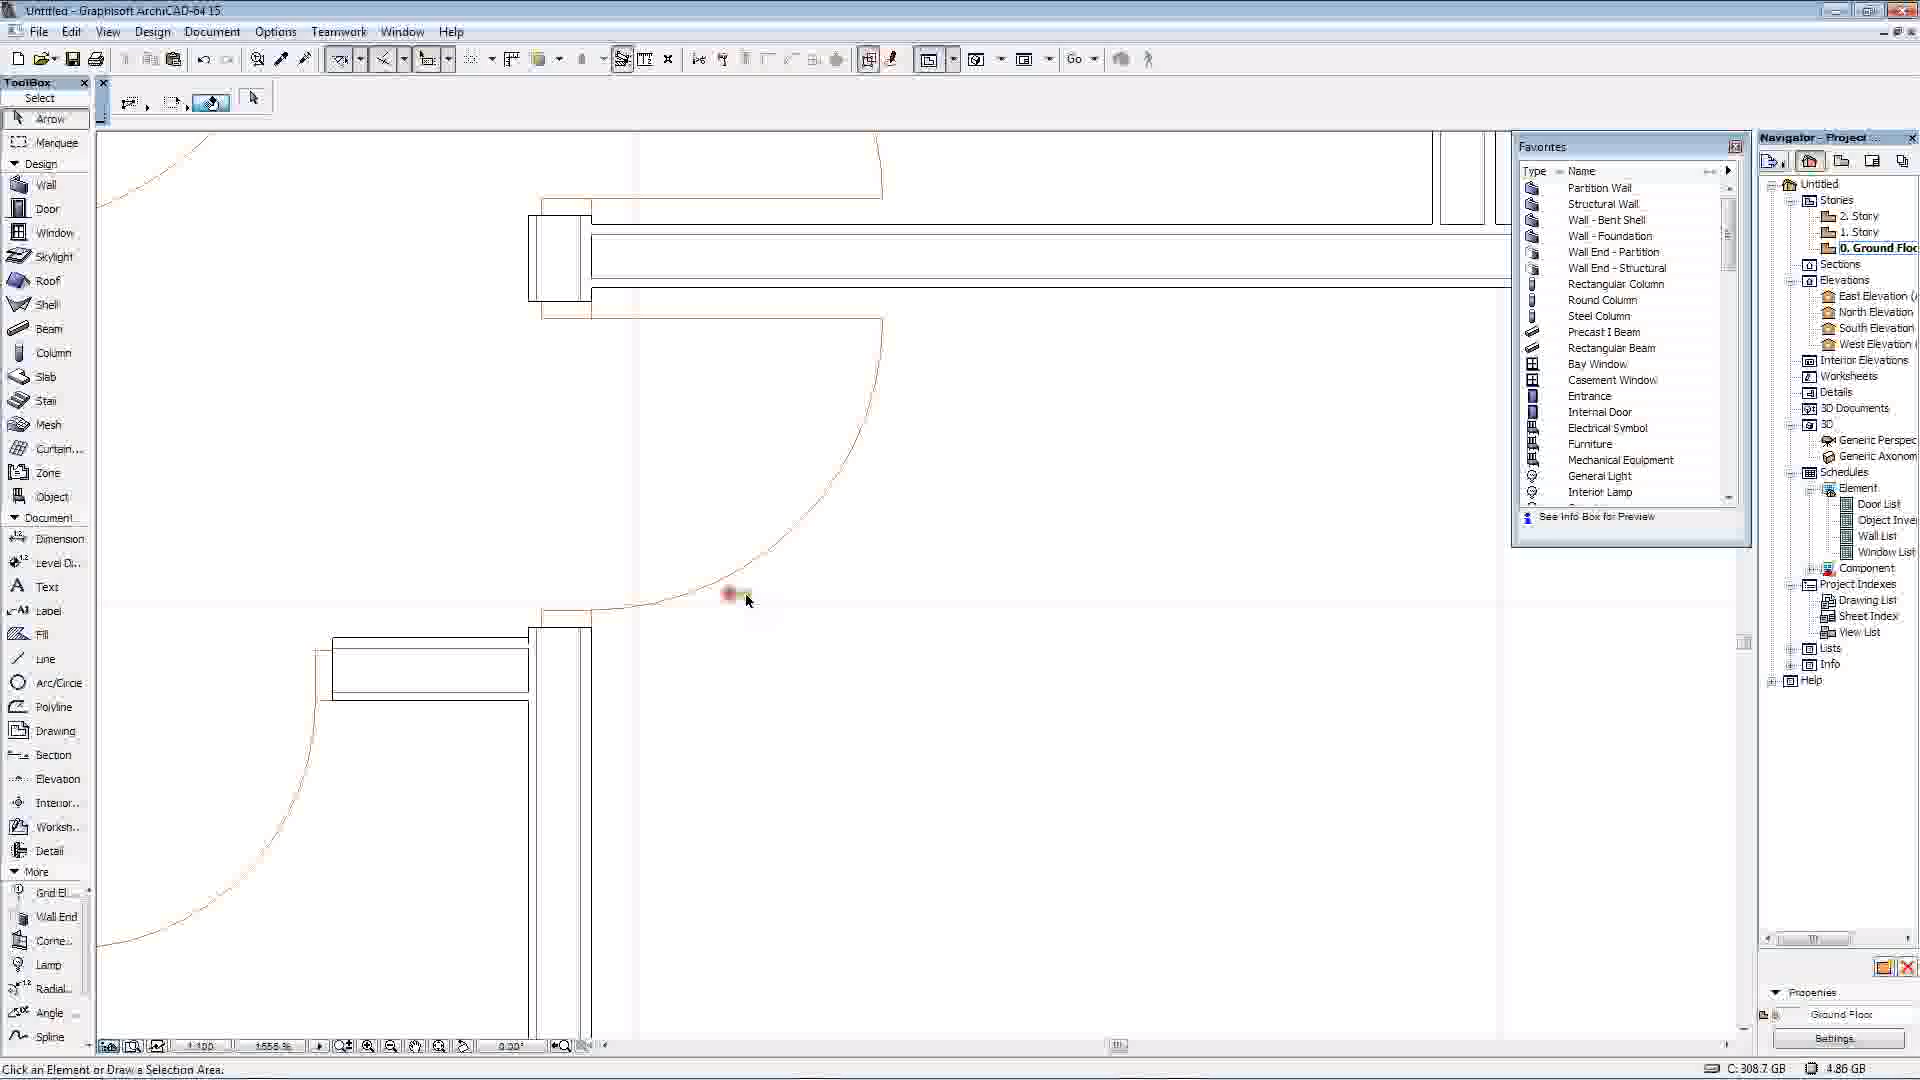 Untitled - Graphisoft ArchiCAD-64 15
File Edit View Design Document Options Teamwork Window Help
Go
ToolBox
Select
Arrow
Marquee
Design
Wall
Door
Window
Skylight
Roof
Shell
Beam
Column
Slab
Stair
Mesh
Curtain...
Zone
Object
Document
Dimension
Level Di...
Text
Label
Fill
Line
Arc/Circle
Polyline
Drawing
Section
Elevation
Interior...
Worksh...
Detail
More
Grid El...
Wall End
Corne...
Lamp
Radial...
Angle ...
Spline
Favorites
Type Name
Partition Wall
Structural Wall
Wall - Bent Shell
Wall - Foundation
Wall End - Partition
Wall End - Structural
Rectangular Column
Round Column
Steel Column
Precast I Beam
Rectangular Beam
Bay Window
Casement Window
Entrance
Internal Door
Electrical Symbol
Furniture
Mechanical Equipment
General Light
Interior Lamp
See Info Box for Preview
Navigator - Project ...
Untitled
Stories
2. Story
1. Story
0. Ground Floo
Sections
Elevations
East Elevation (
North Elevation
South Elevation
West Elevation (
Interior Elevations
Worksheets
Details
3D Documents
3D
Generic Perspec
Generic Axonom
Schedules
Element
Door List
Object Inve
Wall List
Window List
Component
Project Indexes
Drawing List
Sheet Index
View List
Lists
Info
Help
Properties
Ground Floor
Settings...
1:100 1556 % 0.00°
Click an Element or Draw a Selection Area.
C: 308.7 GB 4.86 GB